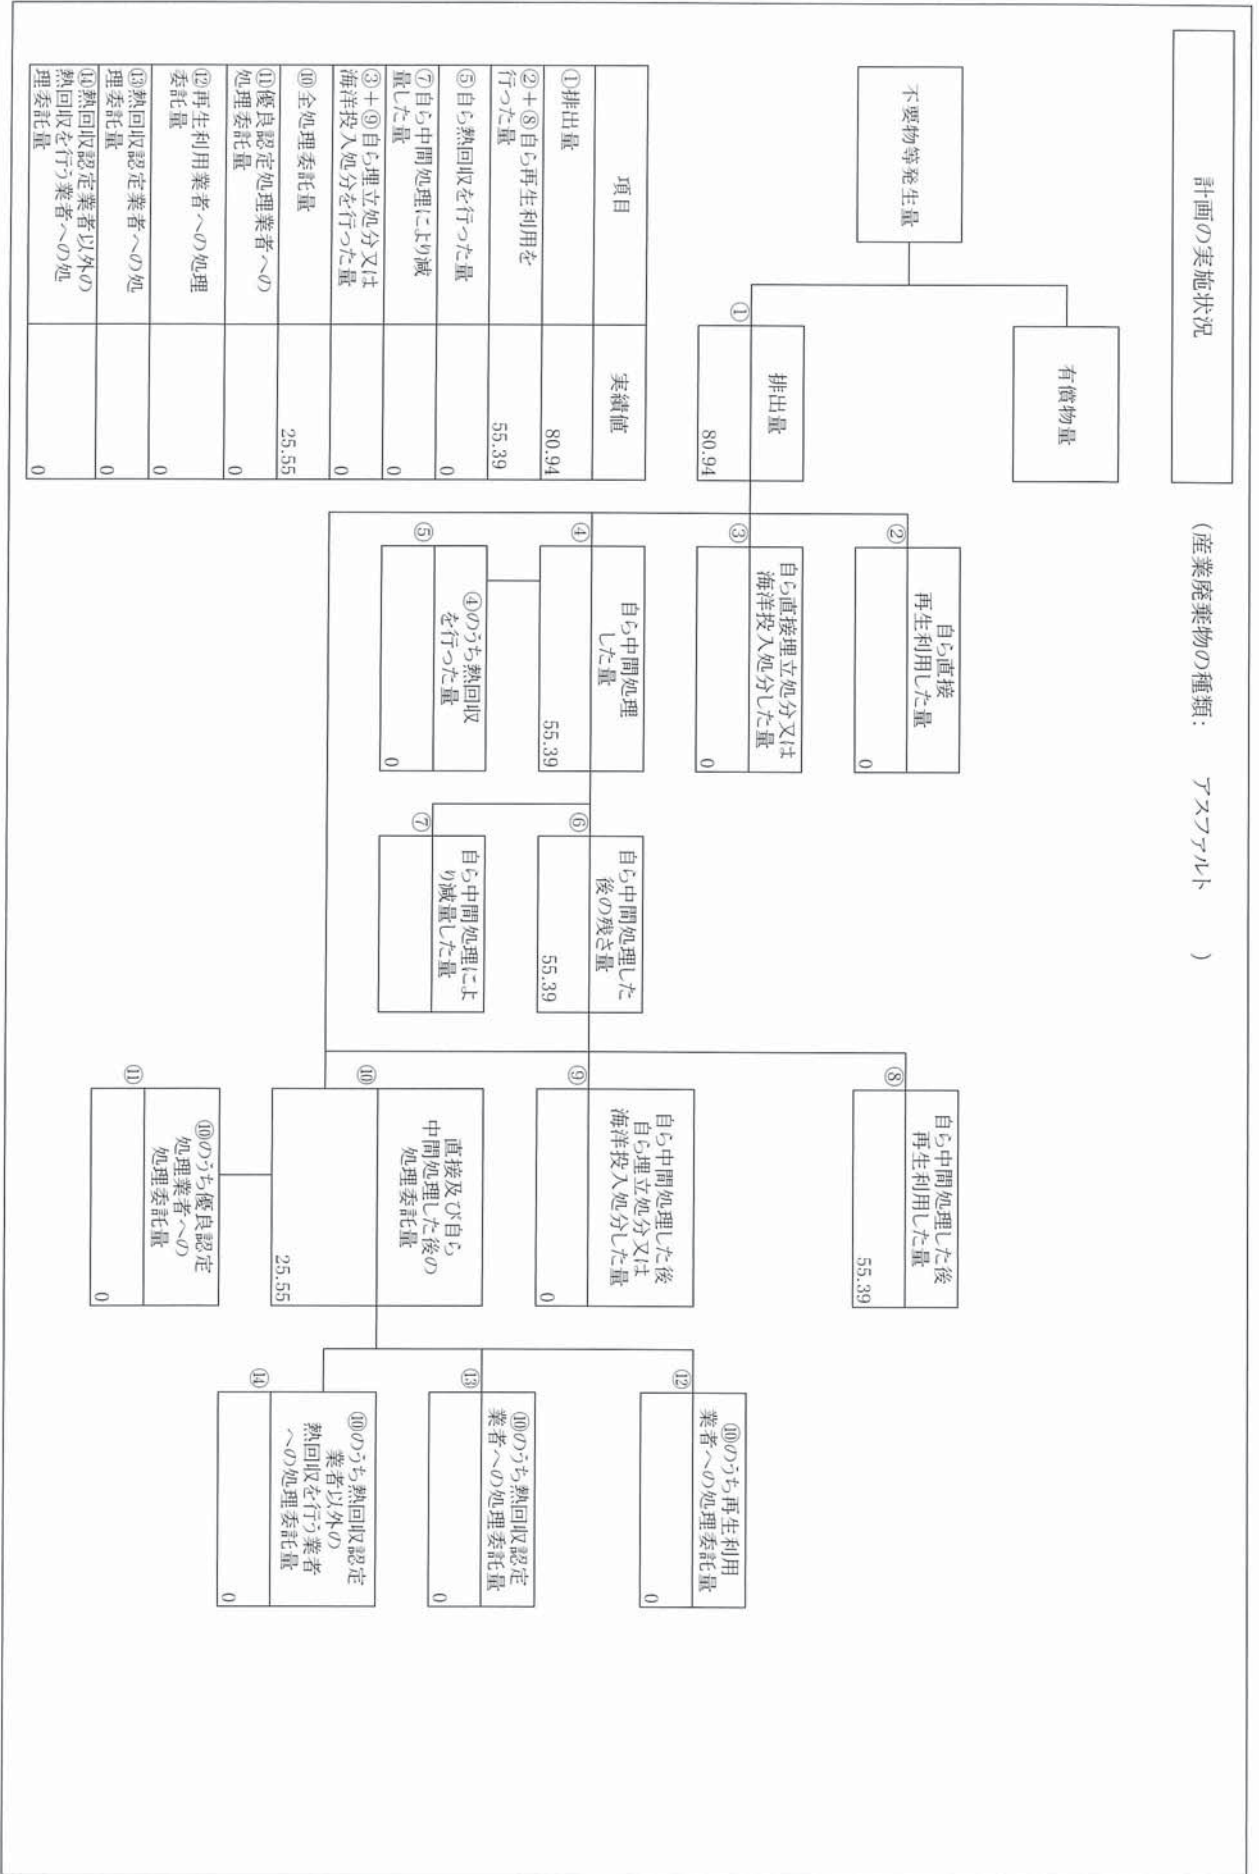 計画の実施状況
(産業廃棄物の種類: アスファルト )
不要物等発生量
有償物量
①
排出量
80.94
②
自ら直接
再生利用した量
0
③
自ら直接埋立処分又は
海洋投入処分した量
0
④
自ら中間処理
した量
55.39
⑤
④のうち熱回収
を行った量
0
⑥
自ら中間処理した
後の残さ量
55.39
⑦
自ら中間処理によ
り減量した量
⑧
自ら中間処理した後
再生利用した量
55.39
⑨
自ら中間処理した後
自ら埋立処分又は
海洋投入処分した量
0
⑩
直接及び自ら
中間処理した後の
処理委託量
25.55
⑪
⑩のうち優良認定
処理業者への
処理委託量
0
⑫
⑩のうち再生利用
業者への処理委託量
0
⑬
⑩のうち熱回収認定
業者への処理委託量
0
⑭
⑩のうち熱回収認定
業者以外の
熱回収を行う業者
への処理委託量
0
項目 実績値
①排出量 80.94
②+⑧自ら再生利用を
行った量 55.39
⑤自ら熱回収を行った量 0
⑦自ら中間処理により減
量した量 0
③+⑨自ら埋立処分又は
海洋投入処分を行った量 0
⑩全処理委託量 25.55
⑪優良認定処理業者への
処理委託量 0
⑫再生利用業者への処理
委託量 0
⑬熱回収認定業者への処
理委託量 0
⑭熱回収認定業者以外の
熱回収を行う業者への処
理委託量 0